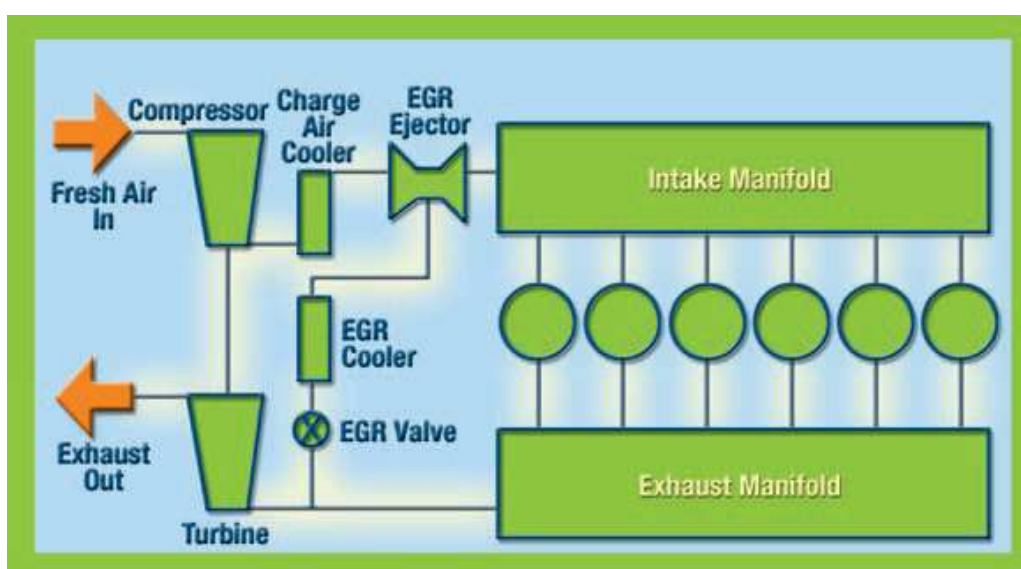 Compressor
Charge
Air
Cooler
EGR
Ejector
Fresh Air
In
Intake Manifold
EGR
Cooler
EGR Valve
Exhaust
Out
Turbine
Exhaust Manifold